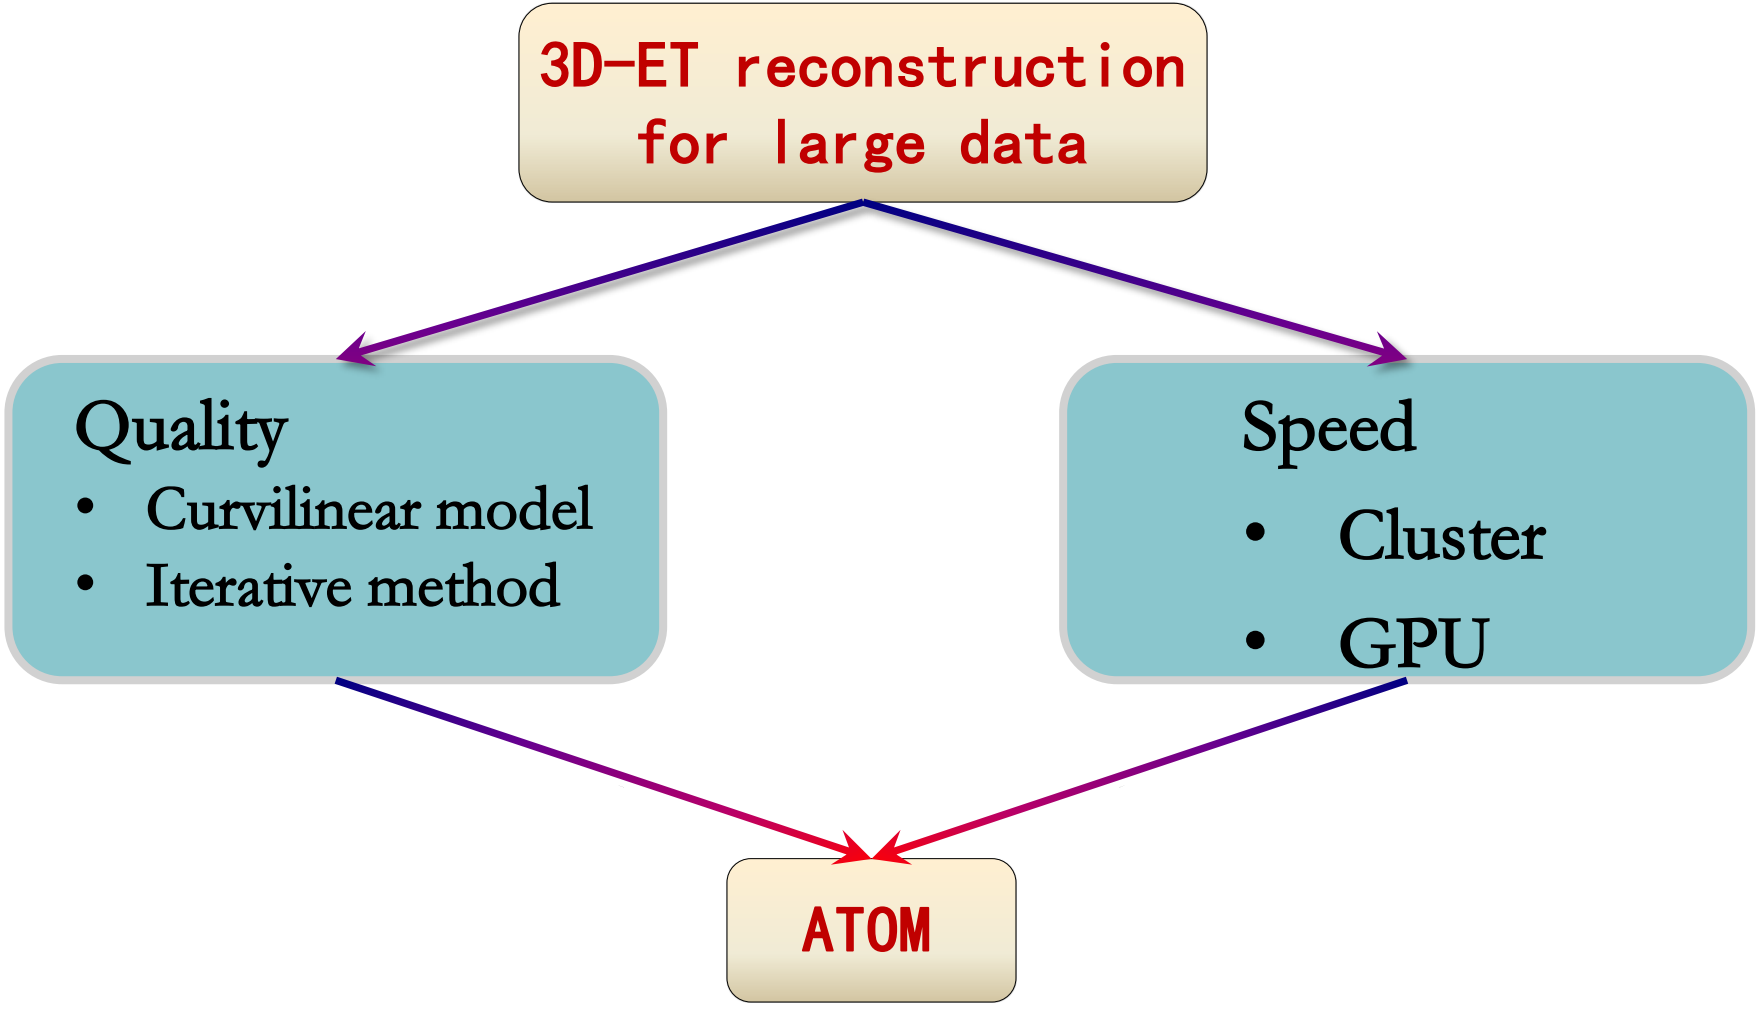 3D-ET reconstruction
for large data
Quality
• Curvilinear model
• Iterative method
Speed
• Cluster
• GPU
ATOM